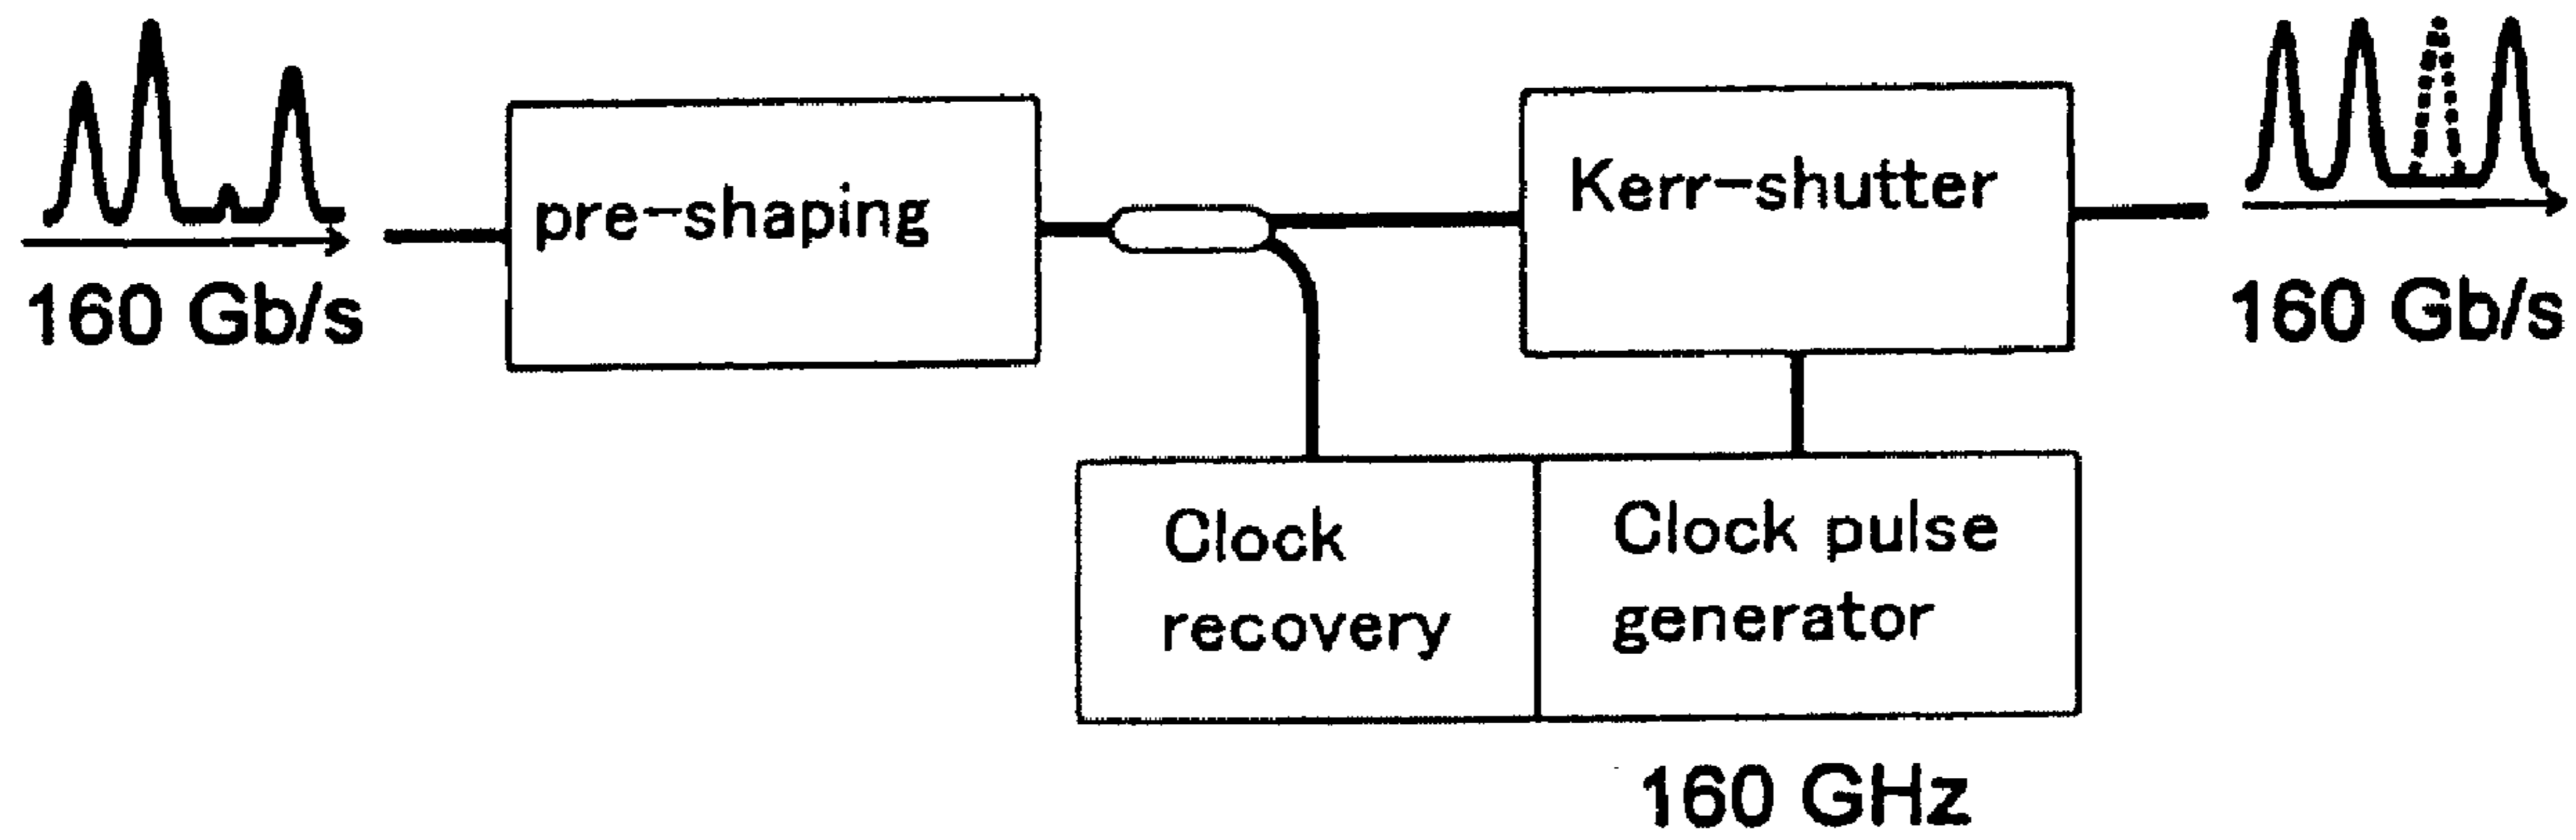 pre-shaping
Kerr-shutter
160 Gb/s
160 Gb/s
Clock
recovery
Clock pulse
generator
160 GHz